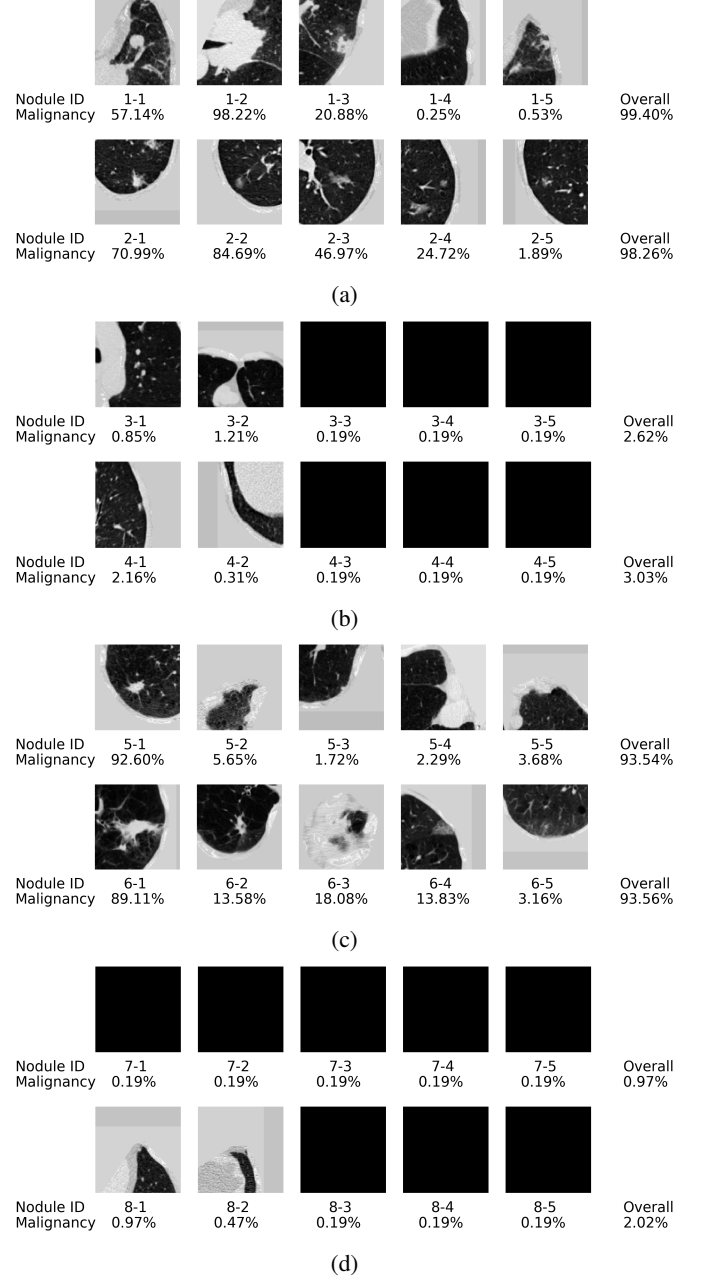 Nodule ID 1-1 1-2 1-3 1-4 1-5 Overall
Malignancy 57.14% 98.22% 20.88% 0.25% 0.53% 99.40%
Nodule ID 2-1 2-2 2-3 2-4 2-5 Overall
Malignancy 70.99% 84.69% 46.97% 24.72% 1.89% 98.26%
(a)
Nodule ID 3-1 3-2 3-3 3-4 3-5 Overall
Malignancy 0.85% 1.21% 0.19% 0.19% 0.19% 2.62%
Nodule ID 4-1 4-2 4-3 4-4 4-5 Overall
Malignancy 2.16% 0.31% 0.19% 0.19% 0.19% 3.03%
(b)
Nodule ID 5-1 5-2 5-3 5-4 5-5 Overall
Malignancy 92.60% 5.65% 1.72% 2.29% 3.68% 93.54%
Nodule ID 6-1 6-2 6-3 6-4 6-5 Overall
Malignancy 89.11% 13.58% 18.08% 13.83% 3.16% 93.56%
(c)
Nodule ID 7-1 7-2 7-3 7-4 7-5 Overall
Malignancy 0.19% 0.19% 0.19% 0.19% 0.19% 0.97%
Nodule ID 8-1 8-2 8-3 8-4 8-5 Overall
Malignancy 0.97% 0.47% 0.19% 0.19% 0.19% 2.02%
(d)